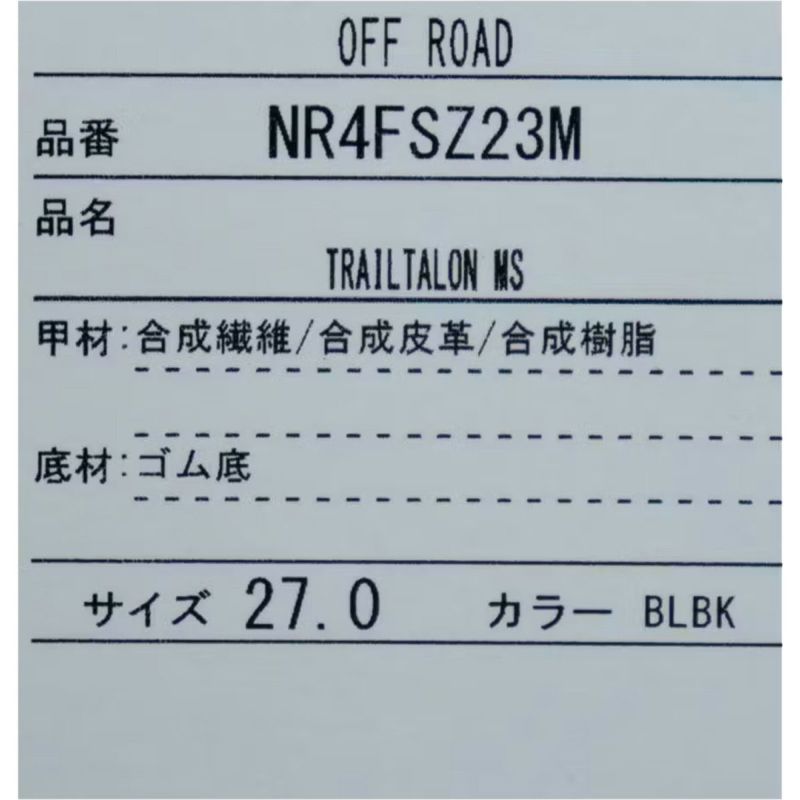 OFF ROAD
品番 NR4FSZ23M
品名
TRAILTALON MS
甲材:合成繊維/合成皮革/合成樹脂
底材:ゴム底
サイズ 27.0 カラー BLBK